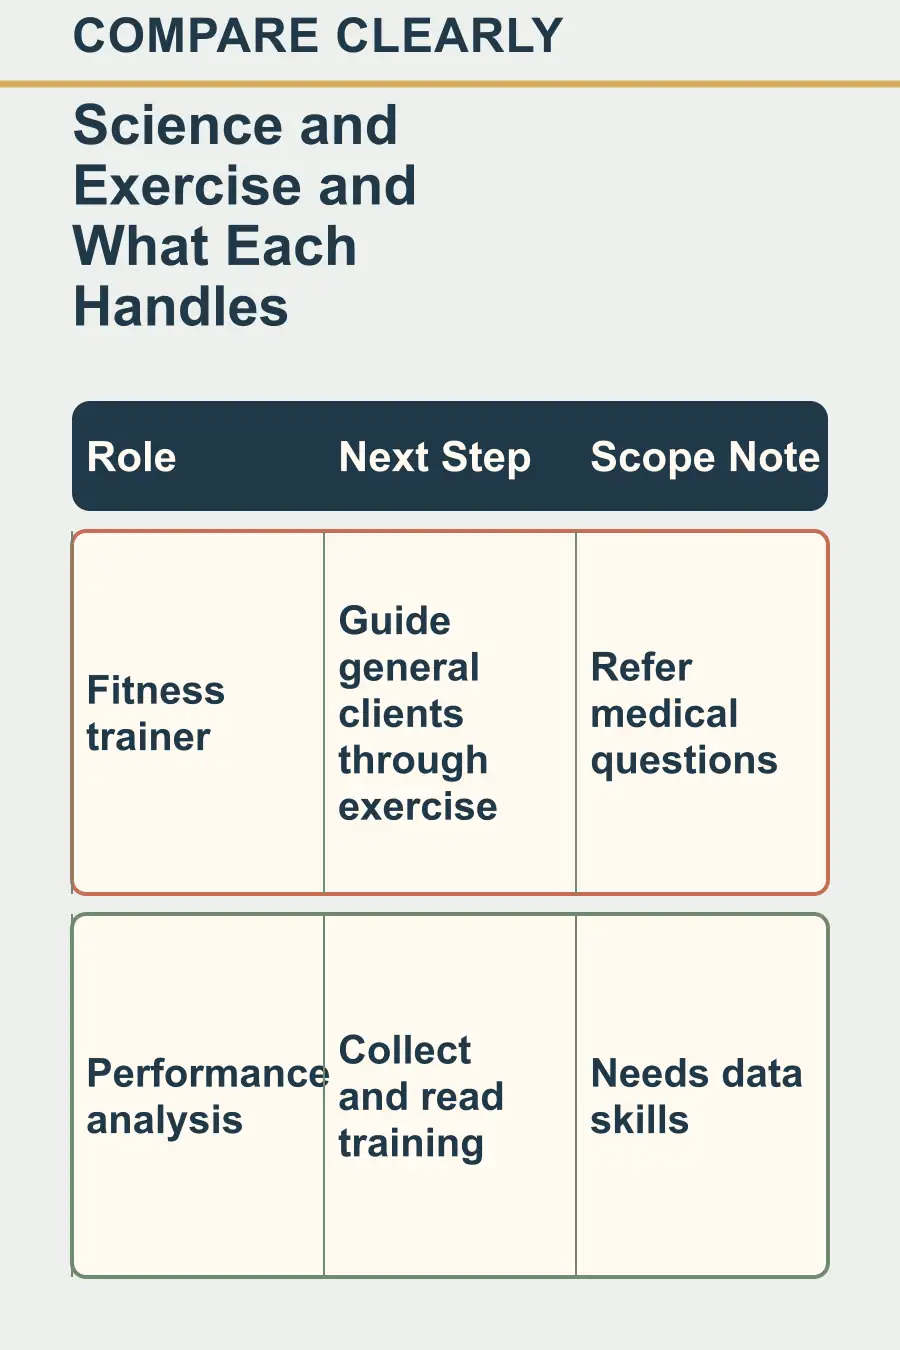 COMPARE CLEARLY
Science and
Exercise and
What Each
Handles
Role Next Step Scope Note
Fitness
trainer
Guide
general
clients
through
exercise
Refer
medical
questions
Performance
analysis
Collect
and read
training
Needs data
skills